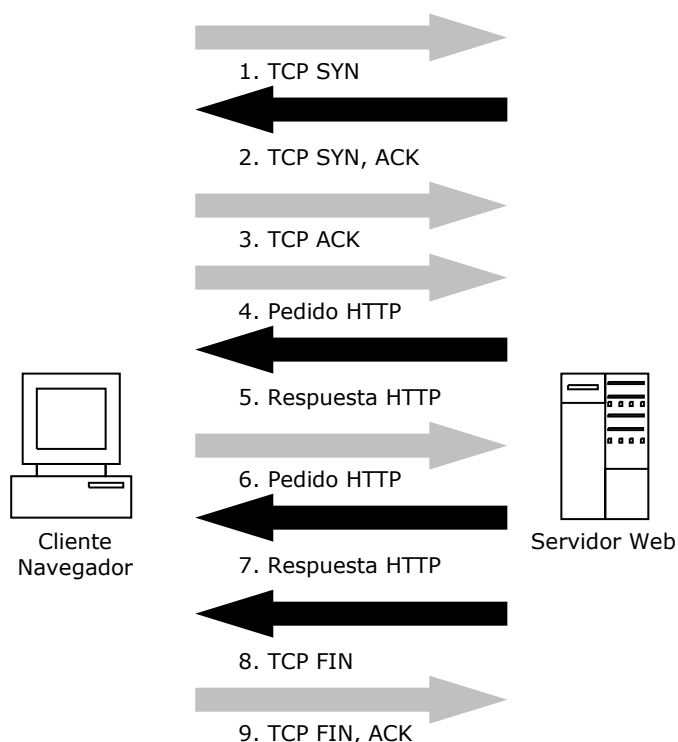 1. TCP SYN
2. TCP SYN, ACK
3. TCP ACK
4. Pedido HTTP
5. Respuesta HTTP
6. Pedido HTTP
Cliente
Navegador
Servidor Web
7. Respuesta HTTP
8. TCP FIN
9. TCP FIN, ACK